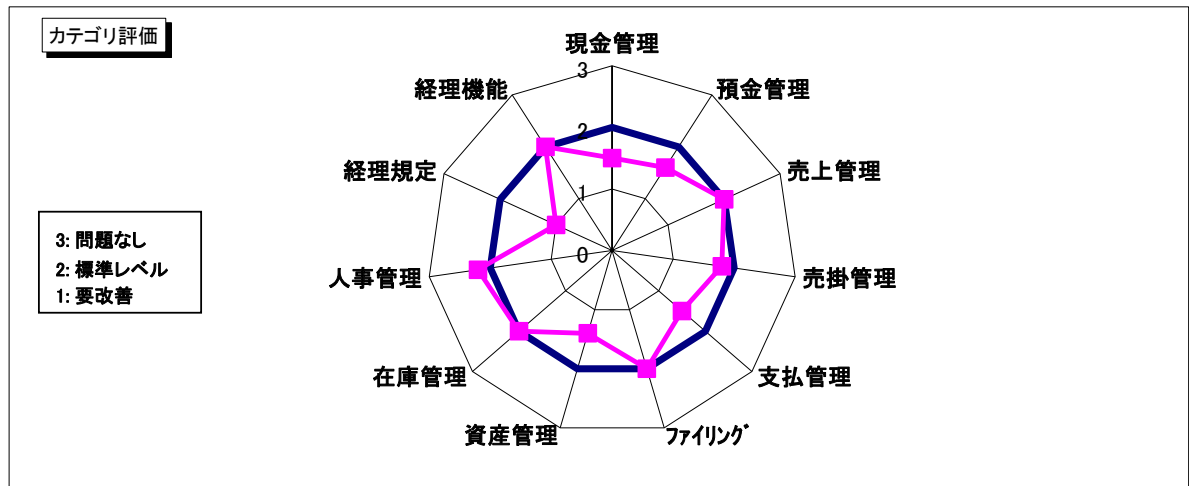 カテゴリ評価
現金管理
預金管理
売上管理
売掛管理
支払管理
ファイリング
資産管理
在庫管理
人事管理
経理規定
経理機能
3
2
1
0
3: 問題なし
2: 標準レベル
1: 要改善